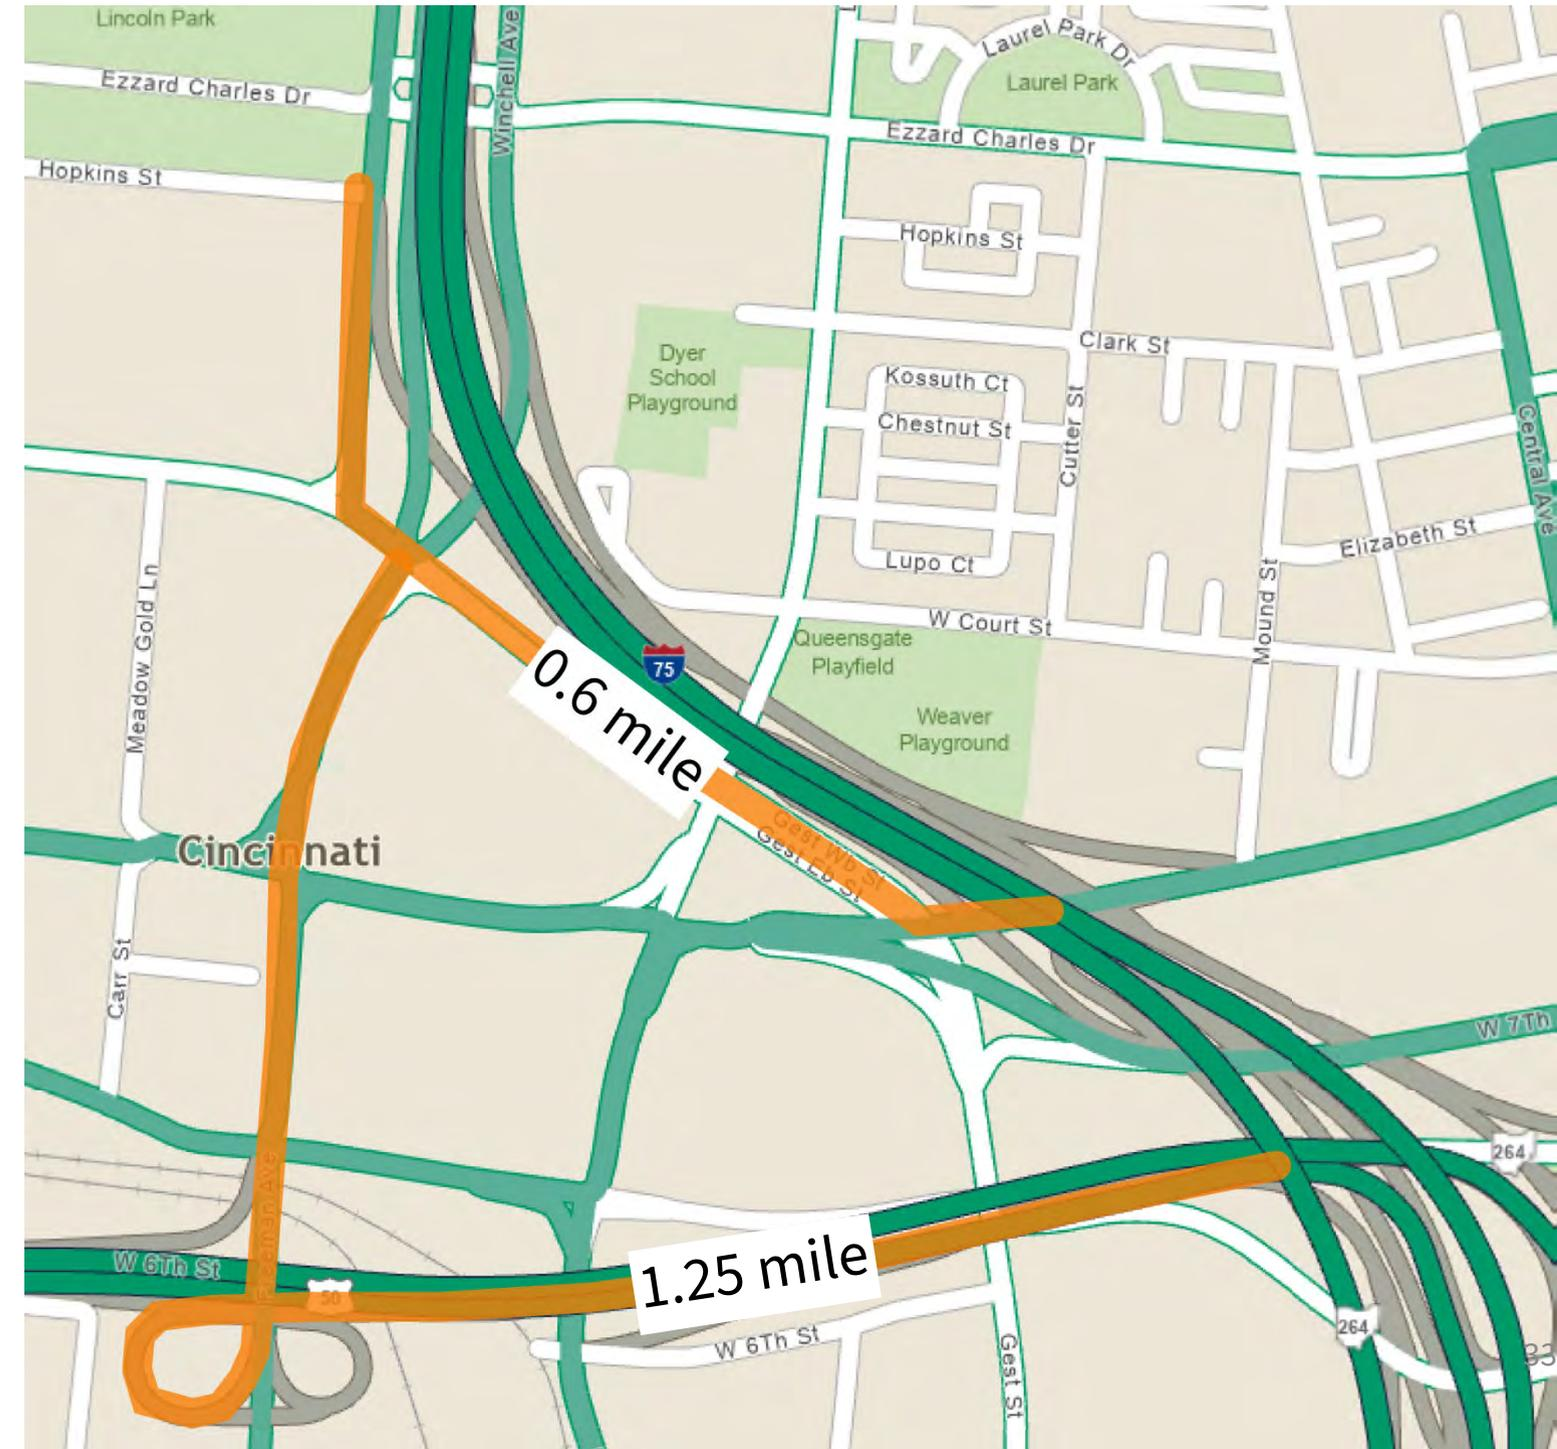 Lincoln Park
Ezzard Charles Dr
Hopkins St
Winchell Ave
Laurel Park Dr
Laurel Park
Ezzard Charles Dr
Hopkins St
Clark St
Dyer
School
Playground
Kossuth Ct
Chestnut St
Cutter St
Central Ave
Lupo Ct
Elizabeth St
Mound St
W Court St
Meadow Gold Ln
Queensgate
Playfield
75
0.6 mile
Weaver
Playground
Gest Wb St
Gest Eb St
Cincinnati
Carr St
W 7Th
264
Freeman Ave
W 6Th St
50
1.25 mile
W 6Th St
Gest St
264
33